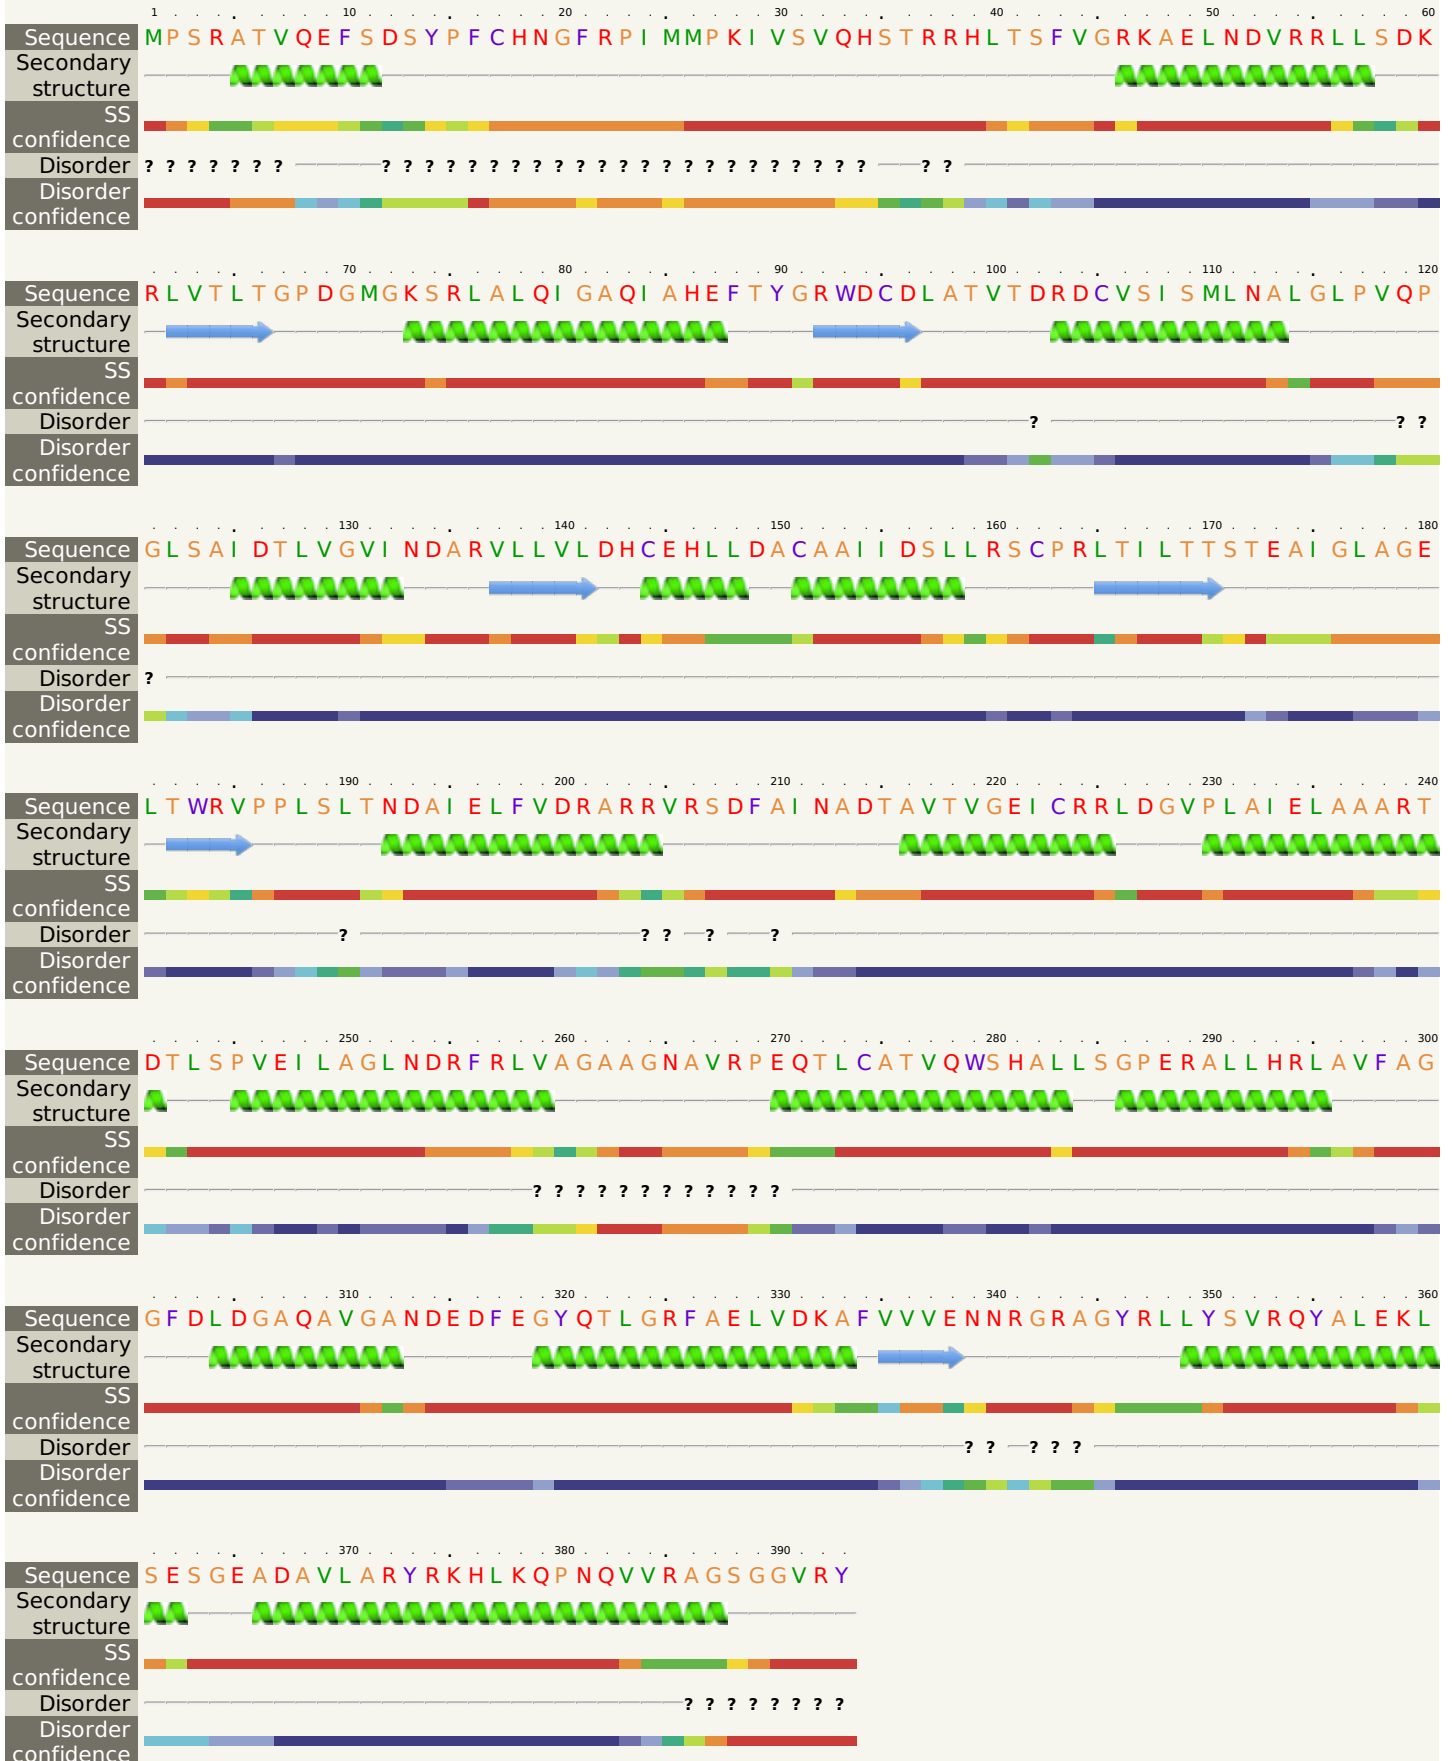 1 . . . . . . . . 10 . . . . . . . . . 20 . . . . . . . . . 30 . . . . . . . . . 40 . . . . . . . . . 50 . . . . . . . . . 60
Sequence MPSRATVQEFSDSYPFCHNGFRPIMMPKIVSVQHSTRRHLTSFVGRKAELNDVRRLLSDK
Secondary
structure
SS
confidence
Disorder ? ? ? ? ? ? ? ? ? ? ? ? ? ? ? ? ? ? ? ? ? ? ? ? ? ? ? ? ? ? ? ?
Disorder
confidence
. . . . . . . . . 70 . . . . . . . . . 80 . . . . . . . . . 90 . . . . . . . . . 100 . . . . . . . . . 110 . . . . . . . . . 120
Sequence RLVTLTGPDGMGKSRLALQIGAQIAHEFTYGRWDCDLATVTDRDCVSISMLNALGLPVQP
Secondary
structure
SS
confidence
Disorder ? ? ?
Disorder
confidence
. . . . . . . . . 130 . . . . . . . . . 140 . . . . . . . . . 150 . . . . . . . . . 160 . . . . . . . . . 170 . . . . . . . . . 180
Sequence GLSAIDTLVGVINDARVLLVLDHCEHLLDACAAIIDSLLRSCPRLTILTTSTEAIGLAGE
Secondary
structure
SS
confidence
Disorder ?
Disorder
confidence
. . . . . . . . . 190 . . . . . . . . . 200 . . . . . . . . . 210 . . . . . . . . . 220 . . . . . . . . . 230 . . . . . . . . . 240
Sequence LTWRVPPLSLTNDAIELFVDRARRVRSDFAINADTAVTVGEICRRLDGVPLAIELAAART
Secondary
structure
SS
confidence
Disorder ? ? ? ? ?
Disorder
confidence
. . . . . . . . . 250 . . . . . . . . . 260 . . . . . . . . . 270 . . . . . . . . . 280 . . . . . . . . . 290 . . . . . . . . . 300
Sequence DTLSPVEILAGLNDRFRLVAGAAGNAVRPEQTLCATVQWSHALLSGPERALLHRLAVFAG
Secondary
structure
SS
confidence
Disorder ? ? ? ? ? ? ? ? ? ? ? ?
Disorder
confidence
. . . . . . . . . 310 . . . . . . . . . 320 . . . . . . . . . 330 . . . . . . . . . 340 . . . . . . . . . 350 . . . . . . . . . 360
Sequence GFDLDGAQAVGANDEDFEGYQTLGRFAELVDKAFVVVENNRGRAGYRLLYSVRQYALEKL
Secondary
structure
SS
confidence
Disorder ? ? ? ? ?
Disorder
confidence
. . . . . . . . . 370 . . . . . . . . . 380 . . . . . . . . . 390 . . .
Sequence SESGEADAVLARYRKHLKQPNQVVRAGSGGVRY
Secondary
structure
SS
confidence
Disorder ? ? ? ? ? ? ? ?
Disorder
confidence